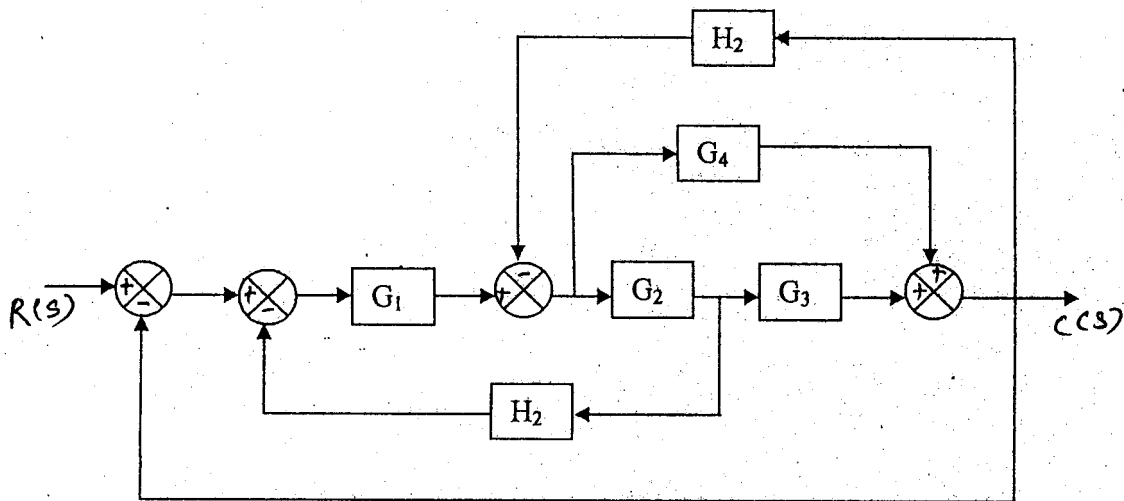 H₂
G₄
R(S) + - + - G₁ + - G₂ G₃ + + C(S)
H₂